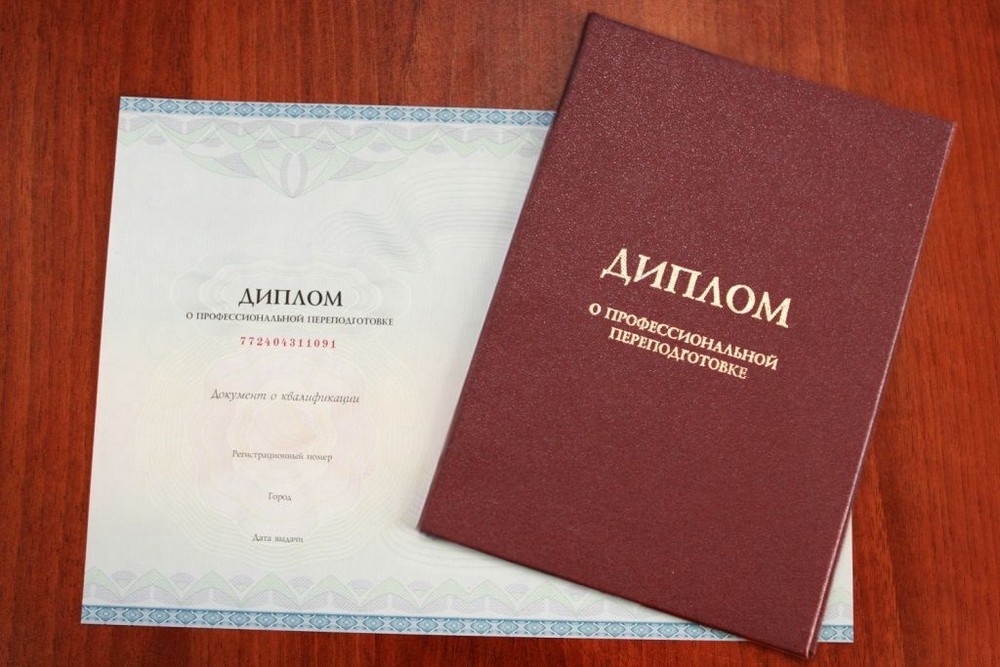 ДИПЛОМ
О ПРОФЕССИОНАЛЬНОЙ ПЕРЕПОДГОТОВКЕ
772404311091
Документ о квалификации
Регистрационный номер
Город
Дата выдачи
ДИПЛОМ
О ПРОФЕССИОНАЛЬНОЙ
ПЕРЕПОДГОТОВКЕ